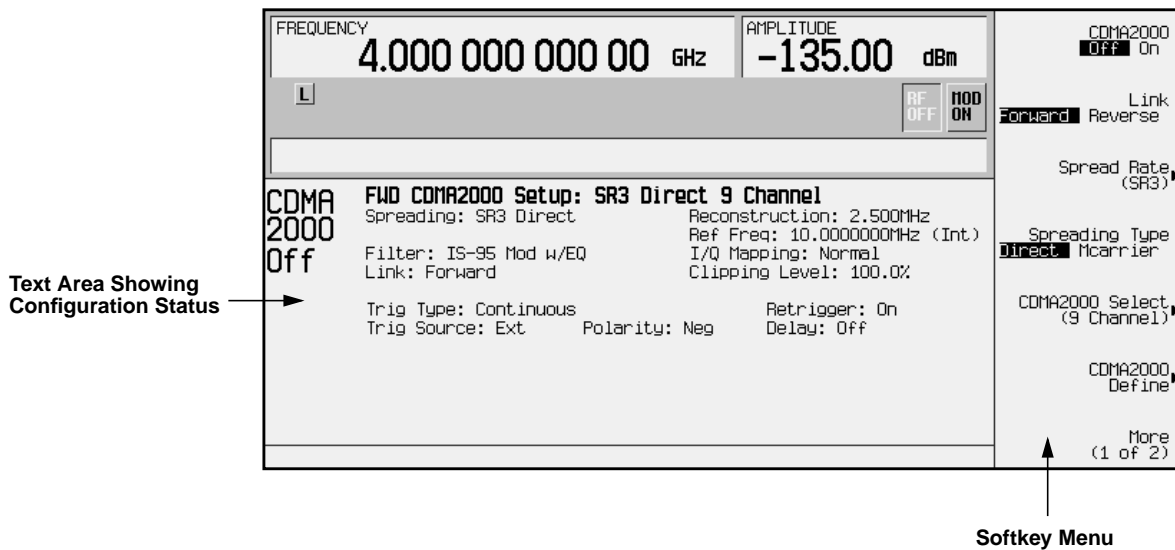 FREQUENCY
4.000 000 000 00 GHz
AMPLITUDE
-135.00 dBm
L
RF OFF
MOD ON
CDMA 2000 Off
FWD CDMA2000 Setup: SR3 Direct 9 Channel
Spreading: SR3 Direct Reconstruction: 2.500MHz
Ref Freq: 10.0000000MHz (Int)
Filter: IS-95 Mod w/EQ I/Q Mapping: Normal
Link: Forward Clipping Level: 100.0%
Trig Type: Continuous Retrigger: On
Trig Source: Ext Polarity: Neg Delay: Off
CDMA2000
Off On
Link
Forward Reverse
Spread Rate
(SR3)
Spreading Type
Direct Mcarrier
CDMA2000 Select
(9 Channel)
CDMA2000
Define
More
(1 of 2)
Text Area Showing
Configuration Status
Softkey Menu